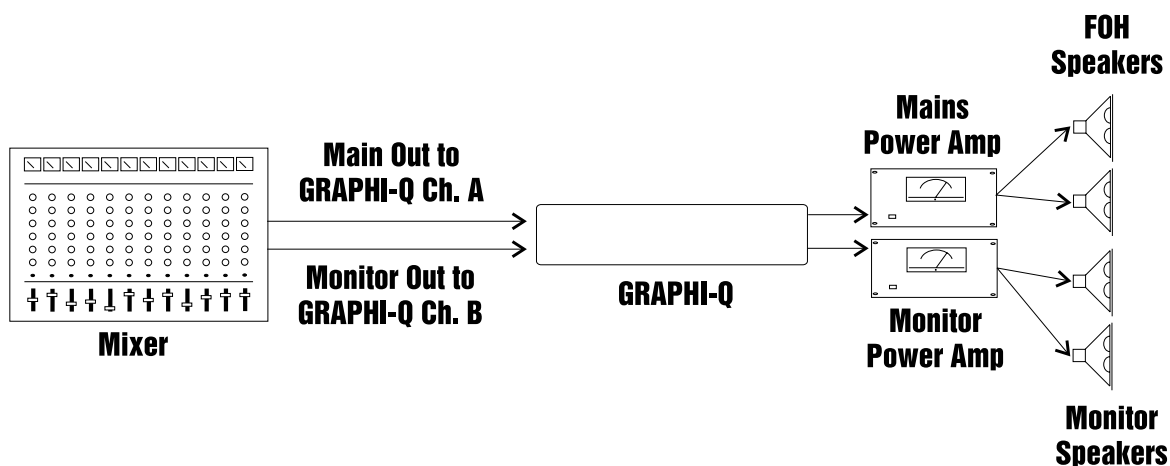 FOH
Speakers
Mains
Power Amp
Main Out to
GRAPHI-Q Ch. A
Monitor Out to
GRAPHI-Q Ch. B
Mixer
GRAPHI-Q
Monitor
Power Amp
Monitor
Speakers